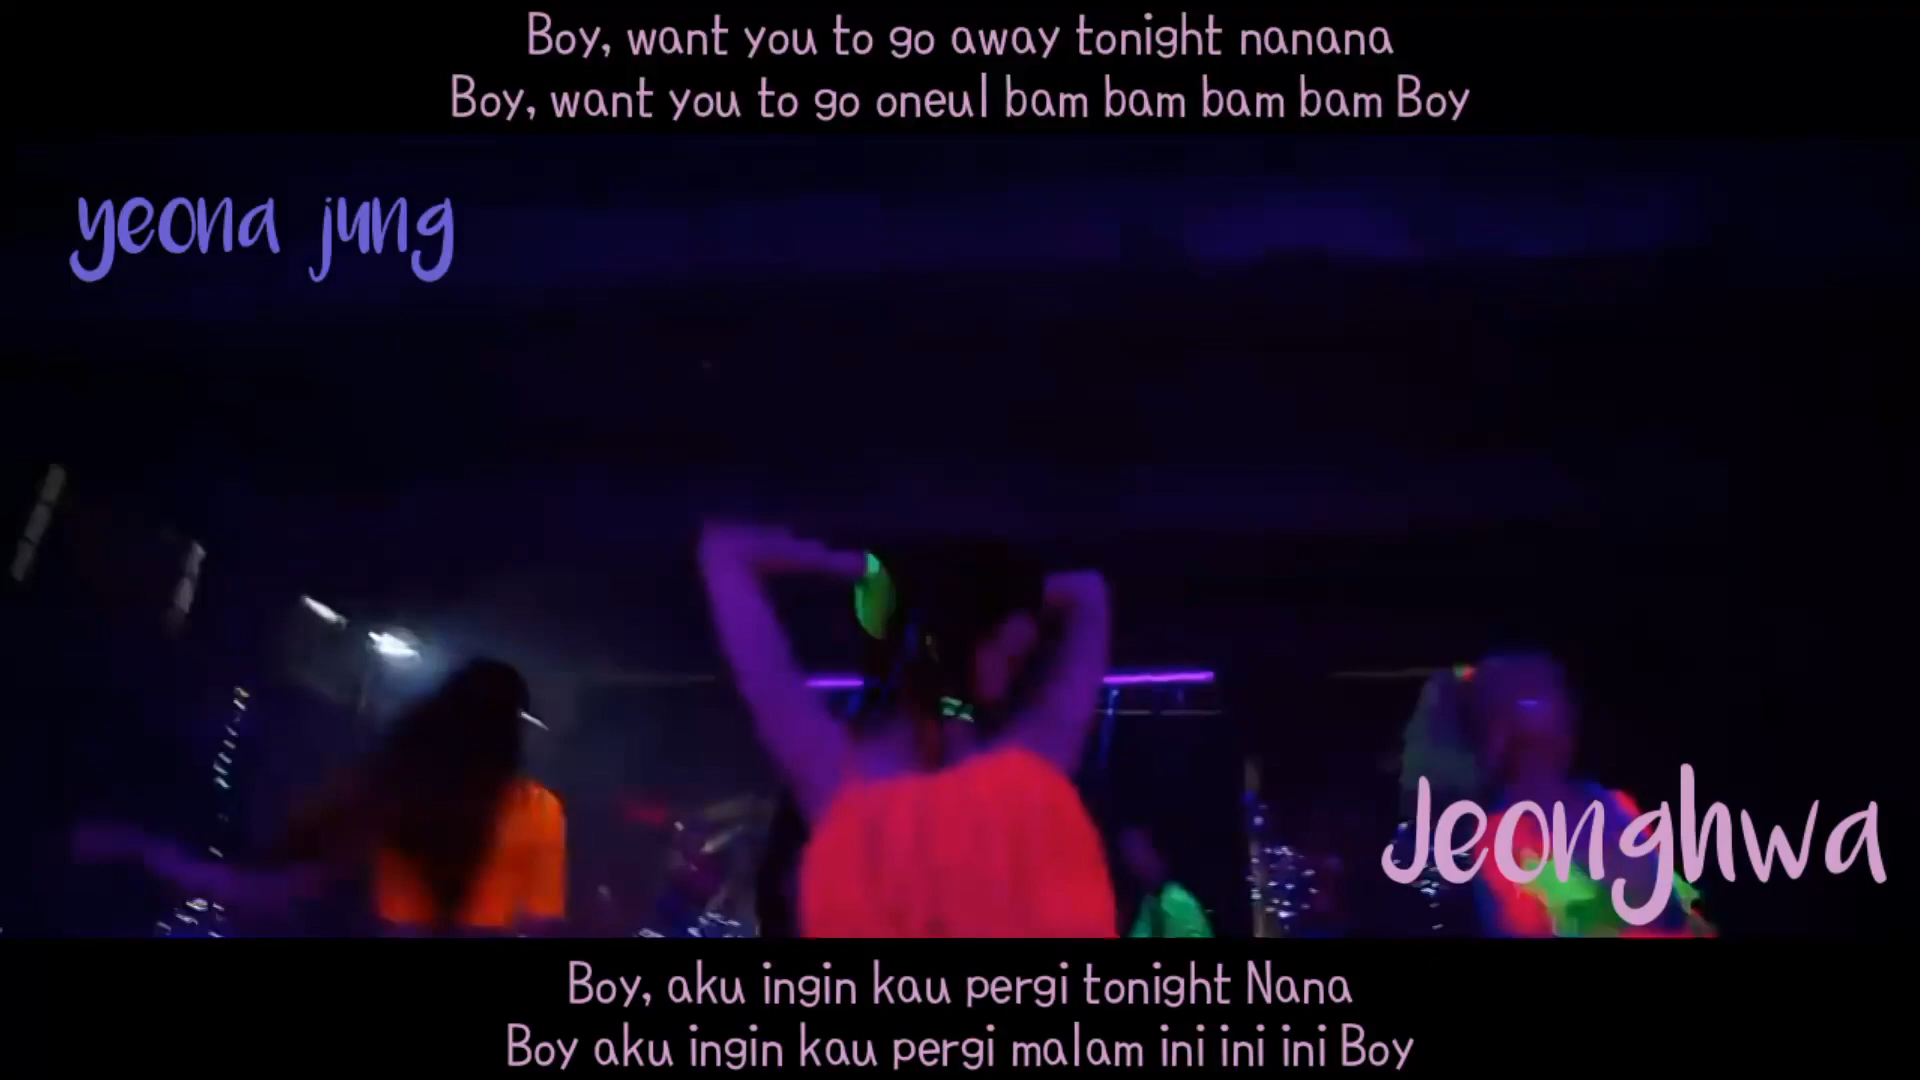 Boy, want you to go away tonight nanana
Boy, want you to go oneul bam bam bam bam Boy
yeona jung
Jeonghwa
Boy, aku ingin kau pergi tonight Nana
Boy aku ingin kau pergi malam ini ini ini Boy